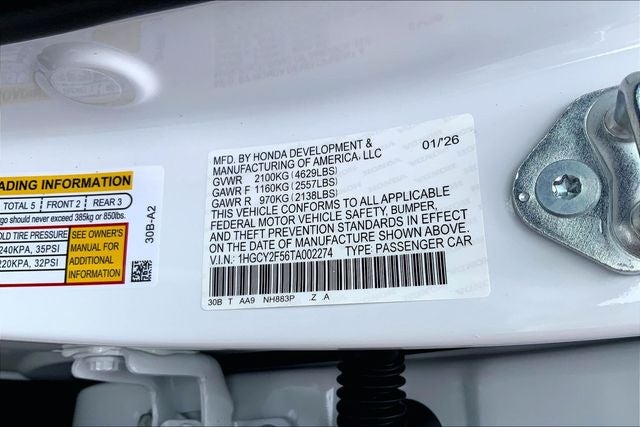 ADING INFORMATION
TOTAL 5 FRONT 2 REAR 3
go should never exceed 385kg or 850lbs.
LD TIRE PRESSURE
240KPA, 35PSI
220KPA, 32PSI
SEE OWNER'S
MANUAL FOR
ADDITIONAL
INFORMATION
30B-A2
MFD. BY HONDA DEVELOPMENT & 01/'26
MANUFACTURING OF AMERICA, LLC
GVWR 2100KG (4629LBS)
GAWR F 1160KG (2557LBS)
GAWR R 970KG (2138LBS)
THIS VEHICLE CONFORMS TO ALL APPLICABLE
FEDERAL MOTOR VEHICLE SAFETY, BUMPER,
AND THEFT PREVENTION STANDARDS IN EFFECT
ON THE DATE OF MANUFACTURE SHOWN ABOVE.
V.I.N.: 1HGCY2F56TA002274 TYPE PASSENGER CAR
30B T AA9 NH883P .Z .A